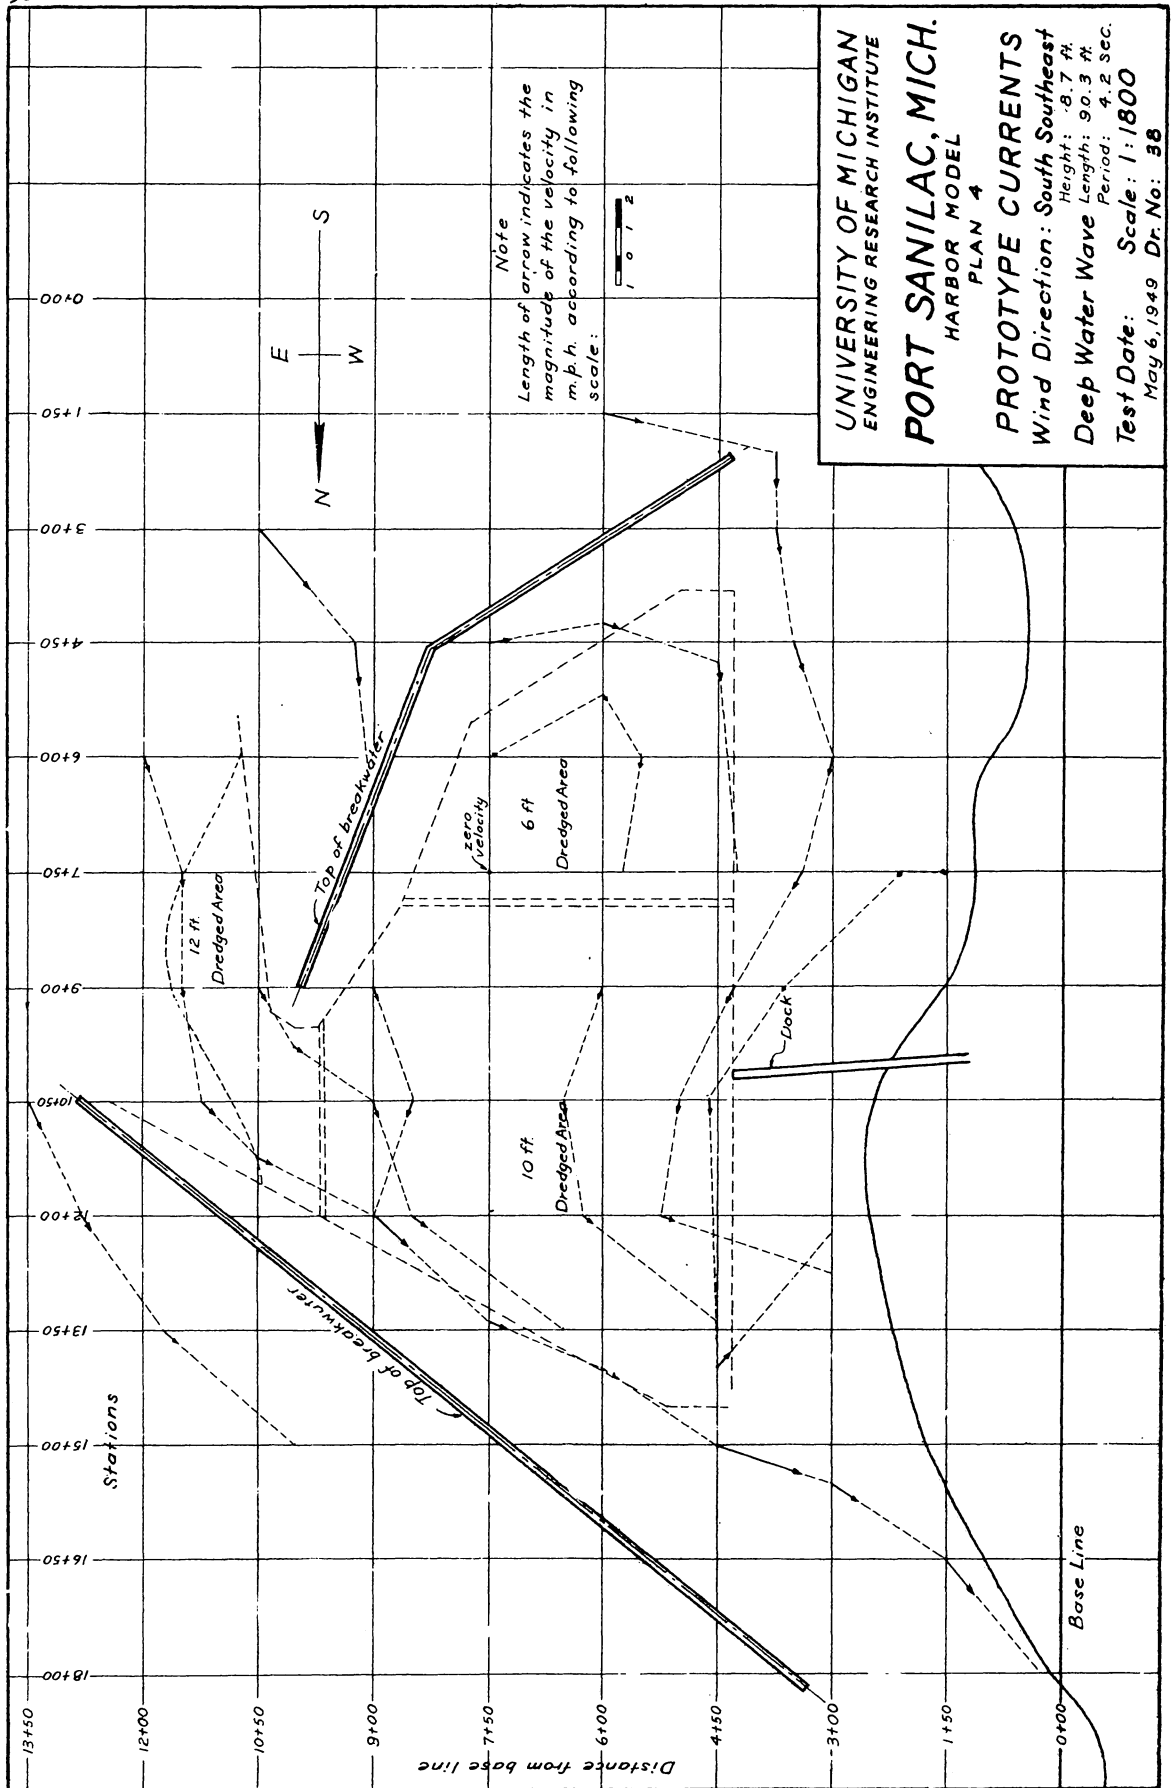 UNIVERSITY OF MICHIGAN
ENGINEERING RESEARCH INSTITUTE
PORT SANILAC, MICH.
HARBOR MODEL
PLAN 4
PROTOTYPE CURRENTS
Wind Direction: South Southeast
Deep Water Wave
Height: 8.7 ft.
Length: 90.3 ft.
Period: 4.2 sec.
Test Date: Scale: 1:1800
May 6, 1949 Dr. No: 38
Note
Length of arrow indicates the
magnitude of the velocity in
m.p.h. according to following
scale:
1 0 1 2
N
S
E
W
Stations
0+00
1+50
3+00
4+50
6+00
7+50
9+00
10+50
12+00
13+50
15+00
16+50
18+00
Distance from base line
13+50
12+00
10+50
9+00
7+50
6+00
4+50
3+00
1+50
0+00
Top of breakwater
Top of breakwater
12 ft.
Dredged Area
zero
velocity
6 ft
Dredged Area
10 ft.
Dredged Area
Dock
Base Line